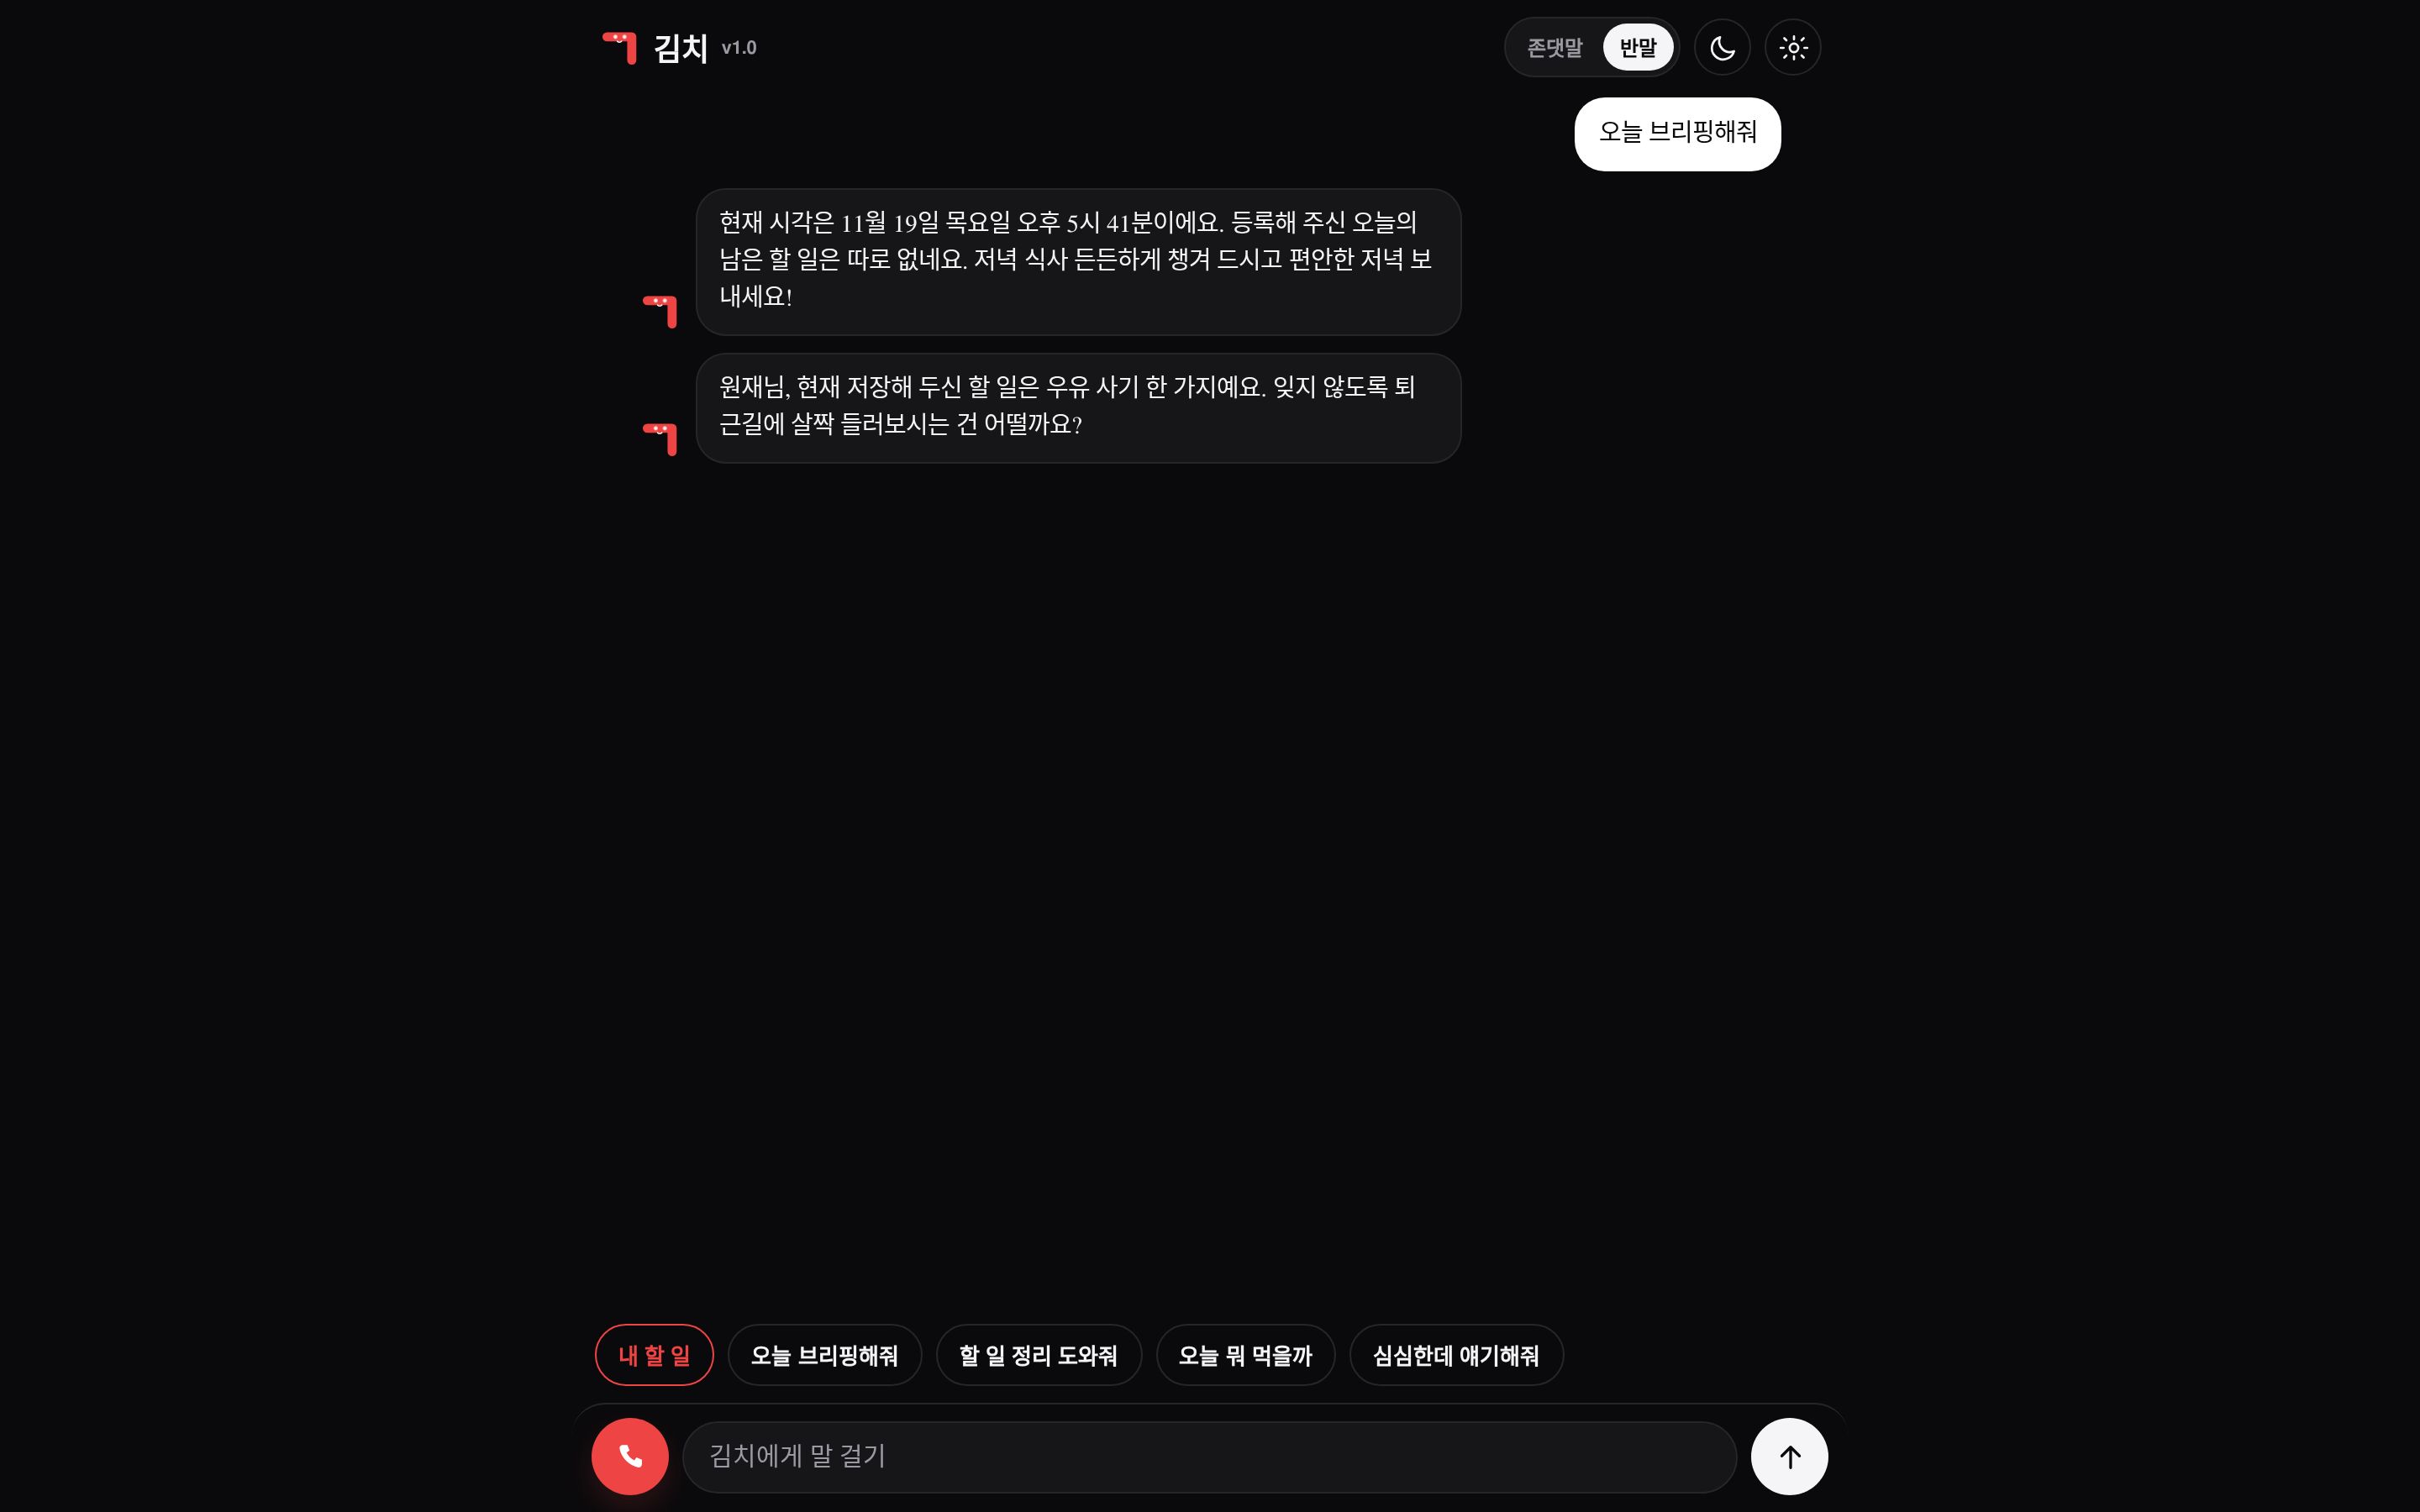 김치 v1.0
존댓말 반말
오늘 브리핑해줘
현재 시각은 11월 19일 목요일 오후 5시 41분이에요. 등록해 주신 오늘의
남은 할 일은 따로 없네요. 저녁 식사 든든하게 챙겨 드시고 편안한 저녁 보
내세요!
원재님, 현재 저장해 두신 할 일은 우유 사기 한 가지예요. 잊지 않도록 퇴
근길에 살짝 들러보시는 건 어떨까요?
내 할 일 오늘 브리핑해줘 할 일 정리 도와줘 오늘 뭐 먹을까 심심한데 얘기해줘
김치에게 말 걸기